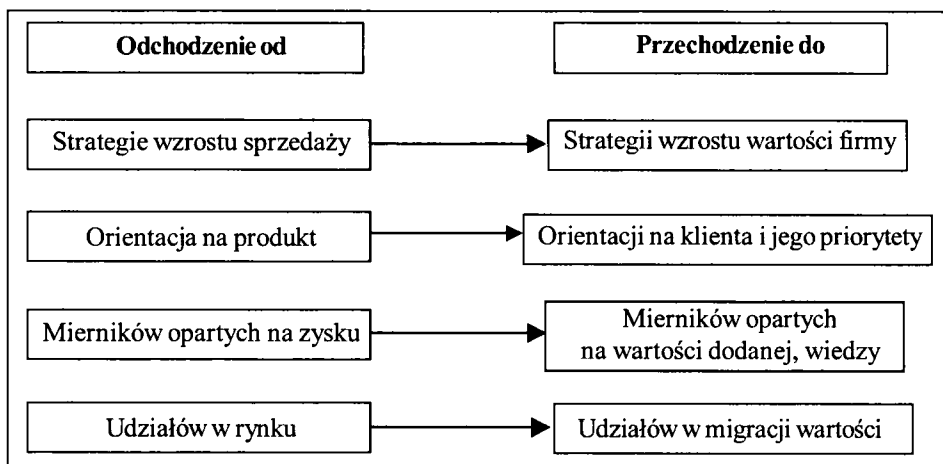 Odchodzenie od
Przechodzenie do
Strategie wzrostu sprzedaży
Strategii wzrostu wartości firmy
Orientacja na produkt
Orientacji na klienta i jego priorytety
Mierników opartych na zysku
Mierników opartych
na wartości dodanej, wiedzy
Udziałów w rynku
Udziałów w migracji wartości